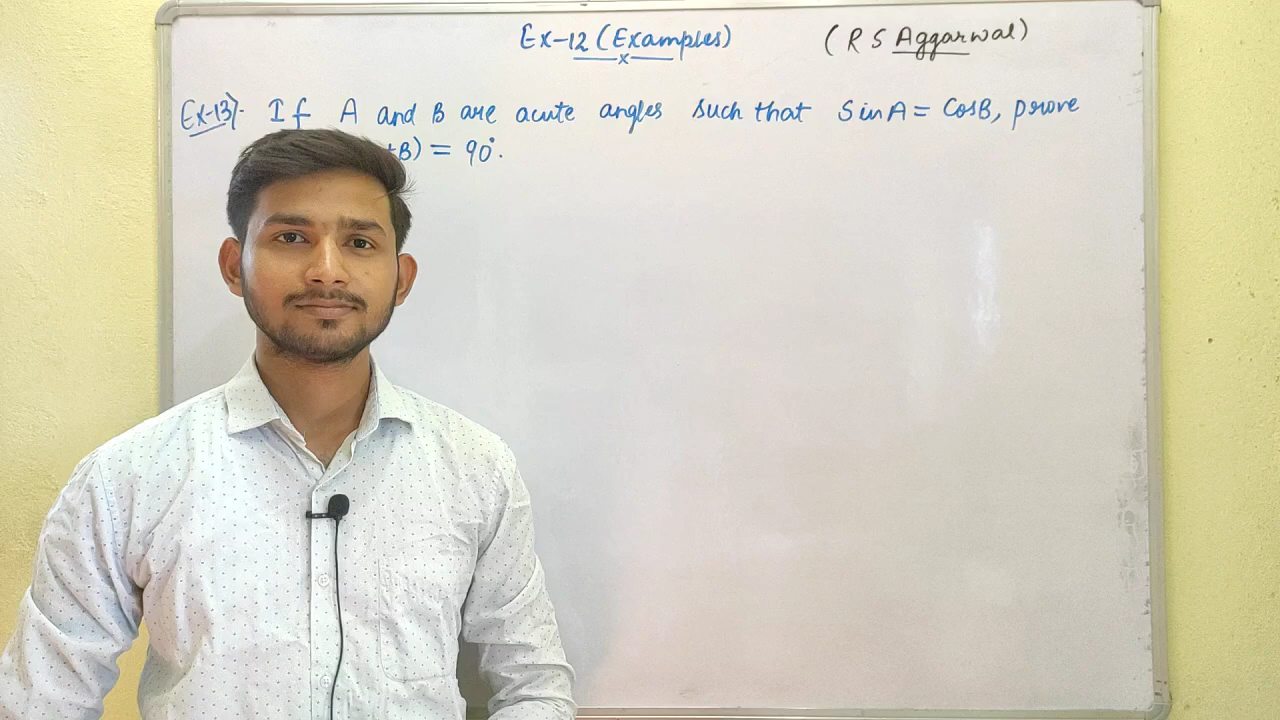 Ex-12 (Examples) (R S Aggarwal)
x
Ex-13)- If A and B are acute angles such that SinA = CosB, prove
+B) = 90°.